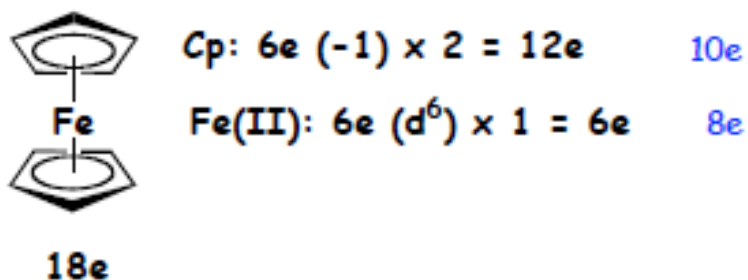 Cp: 6e (-1) x 2 = 12e 10e
Fe
Fe(II): 6e (d⁶) x 1 = 6e 8e
18e